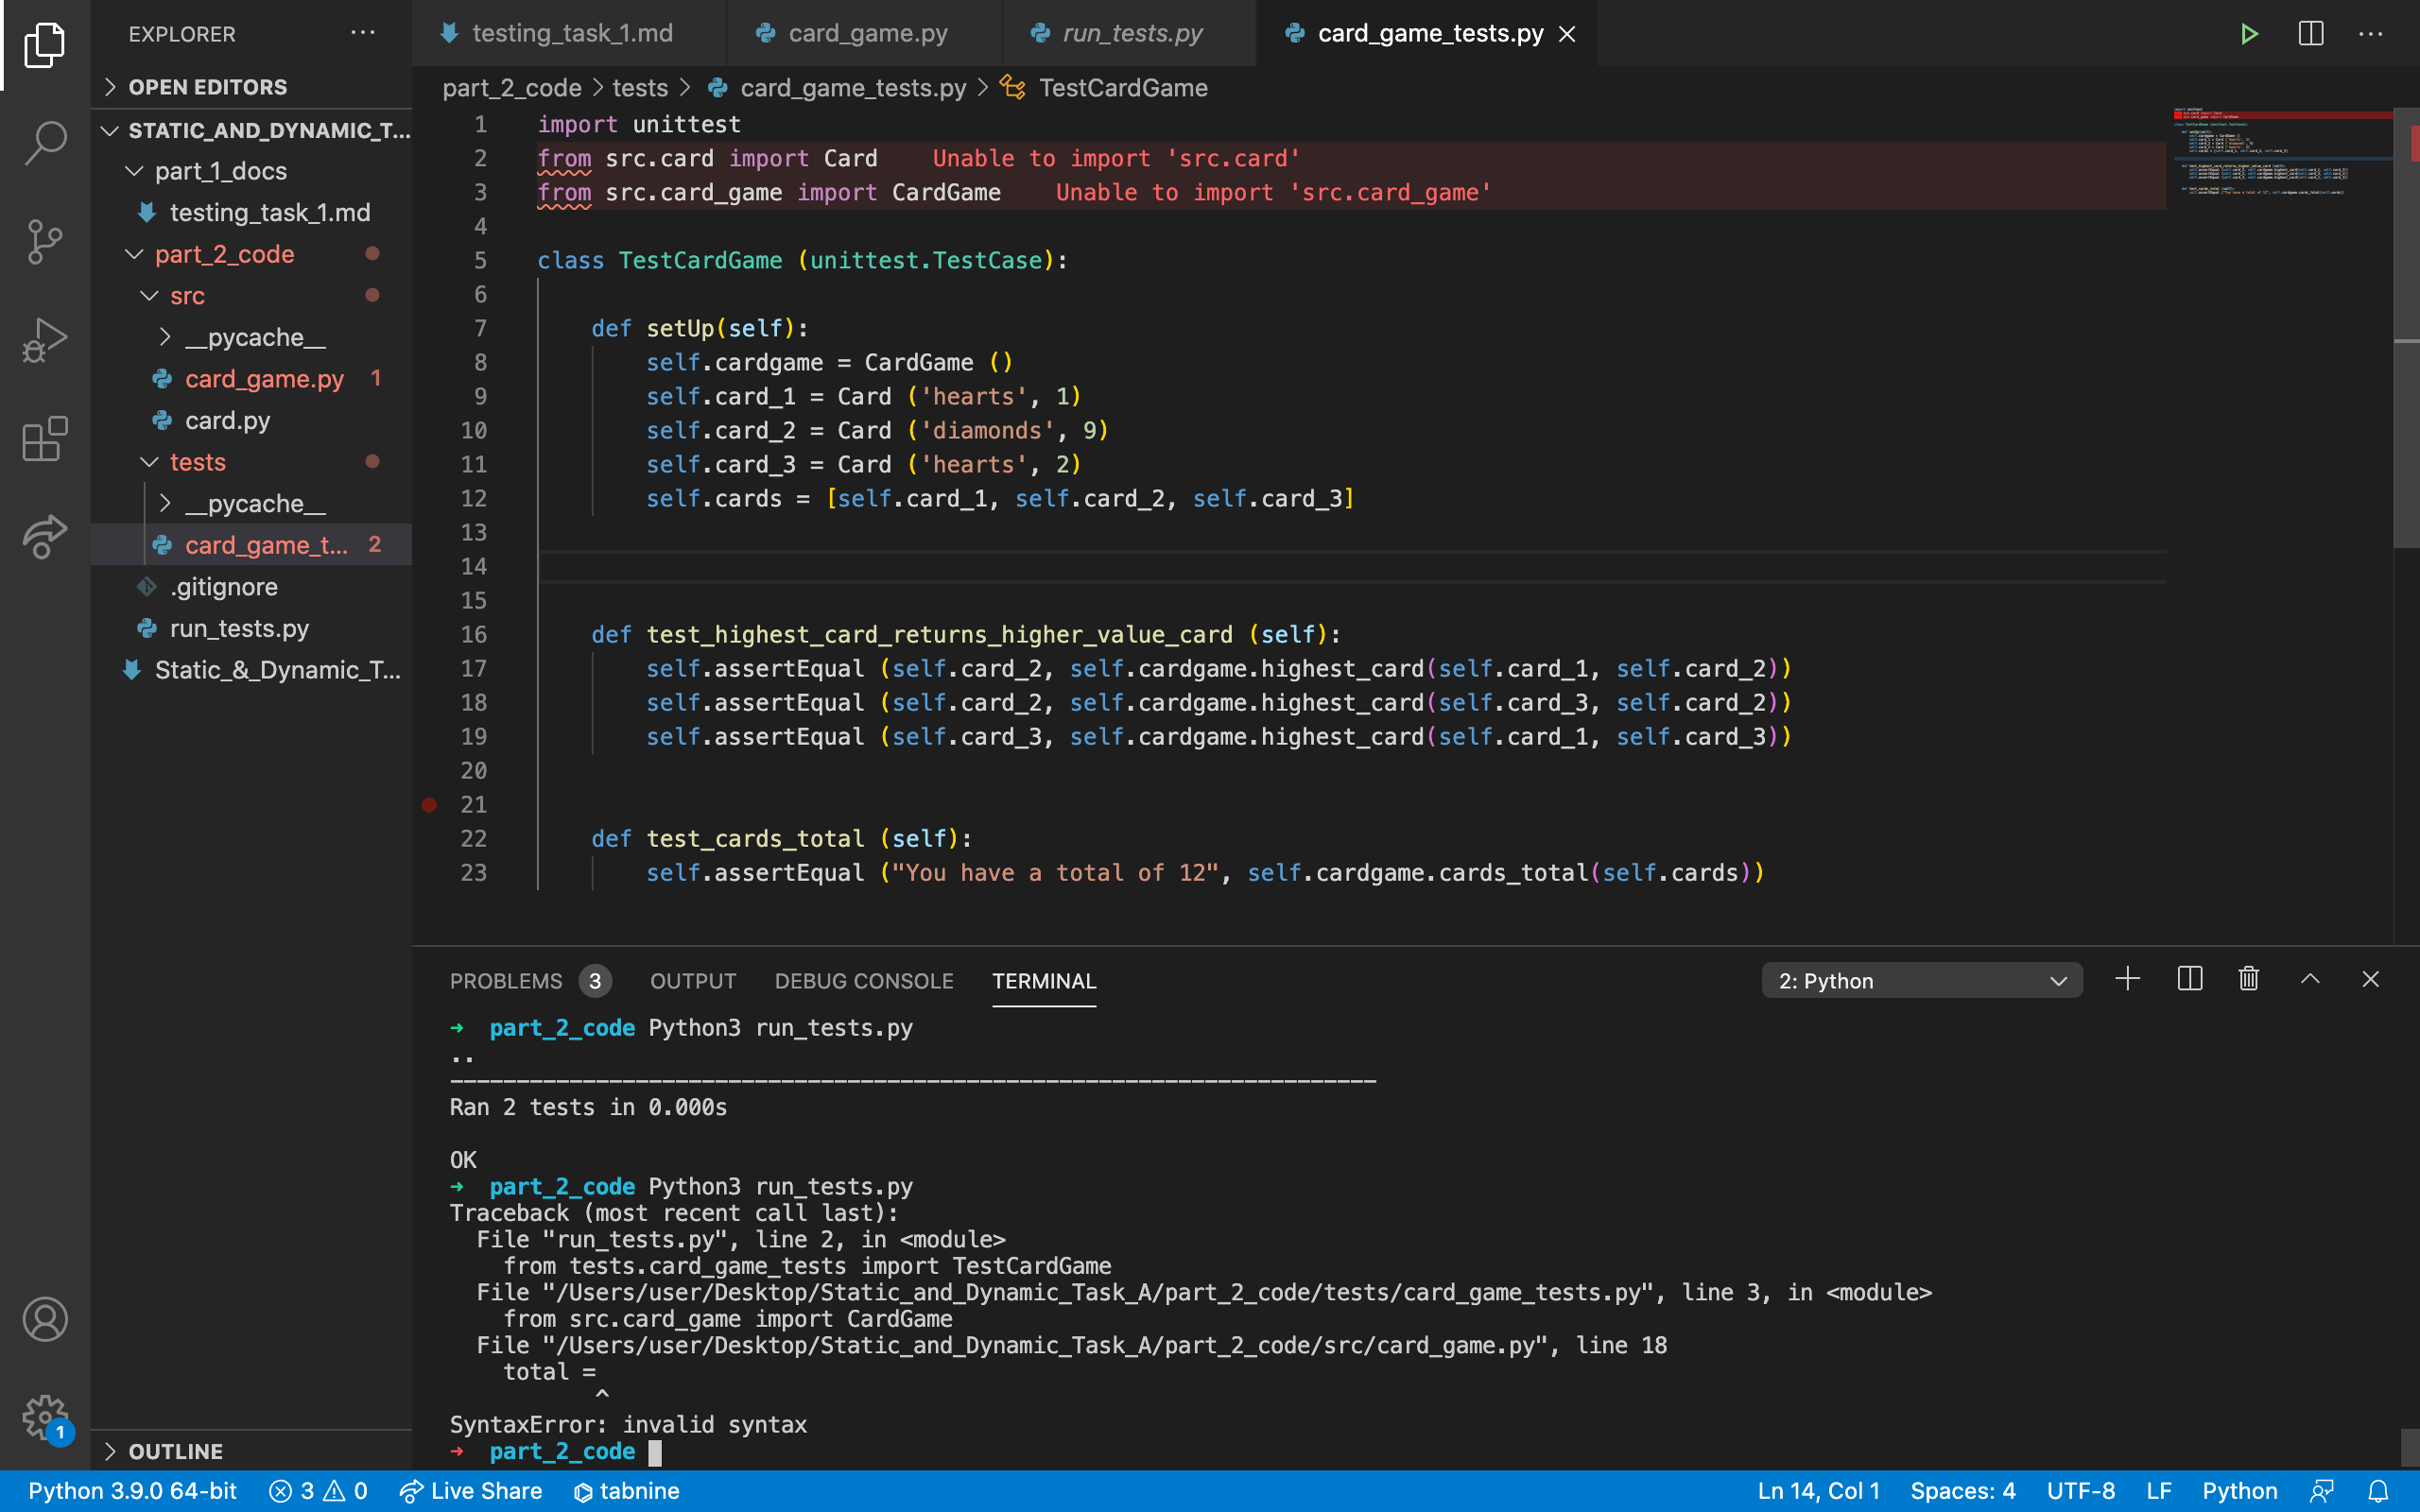 EXPLORER
OPEN EDITORS
STATIC_AND_DYNAMIC_T...
part_1_docs
testing_task_1.md
part_2_code
src
__pycache__
card_game.py 1
card.py
tests
__pycache__
card_game_t... 2
.gitignore
run_tests.py
Static_&_Dynamic_T...
OUTLINE
1
testing_task_1.md
card_game.py
run_tests.py
card_game_tests.py
part_2_code > tests > card_game_tests.py > TestCardGame
1 import unittest
2 from src.card import Card Unable to import 'src.card'
3 from src.card_game import CardGame Unable to import 'src.card_game'
4
5 class TestCardGame (unittest.TestCase):
6
7 def setUp(self):
8 self.cardgame = CardGame ()
9 self.card_1 = Card ('hearts', 1)
10 self.card_2 = Card ('diamonds', 9)
11 self.card_3 = Card ('hearts', 2)
12 self.cards = [self.card_1, self.card_2, self.card_3]
13
14
15
16 def test_highest_card_returns_higher_value_card (self):
17 self.assertEqual (self.card_2, self.cardgame.highest_card(self.card_1, self.card_2))
18 self.assertEqual (self.card_2, self.cardgame.highest_card(self.card_3, self.card_2))
19 self.assertEqual (self.card_3, self.cardgame.highest_card(self.card_1, self.card_3))
20
21
22 def test_cards_total (self):
23 self.assertEqual ("You have a total of 12", self.cardgame.cards_total(self.cards))
PROBLEMS 3 OUTPUT DEBUG CONSOLE TERMINAL 2: Python
→ part_2_code Python3 run_tests.py
..
----------------------------------------------------------------------
Ran 2 tests in 0.000s
OK
→ part_2_code Python3 run_tests.py
Traceback (most recent call last):
File "run_tests.py", line 2, in <module>
from tests.card_game_tests import TestCardGame
File "/Users/user/Desktop/Static_and_Dynamic_Task_A/part_2_code/tests/card_game_tests.py", line 3, in <module>
from src.card_game import CardGame
File "/Users/user/Desktop/Static_and_Dynamic_Task_A/part_2_code/src/card_game.py", line 18
total =
^
SyntaxError: invalid syntax
→ part_2_code
Python 3.9.0 64-bit 3 0 Live Share tabnine Ln 14, Col 1 Spaces: 4 UTF-8 LF Python